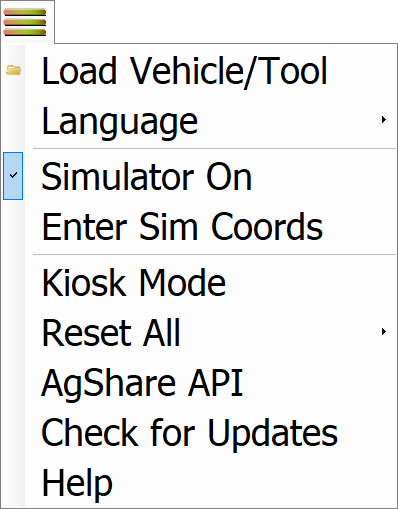 Load Vehicle/Tool
Language
Simulator On
Enter Sim Coords
Kiosk Mode
Reset All
AgShare API
Check for Updates
Help